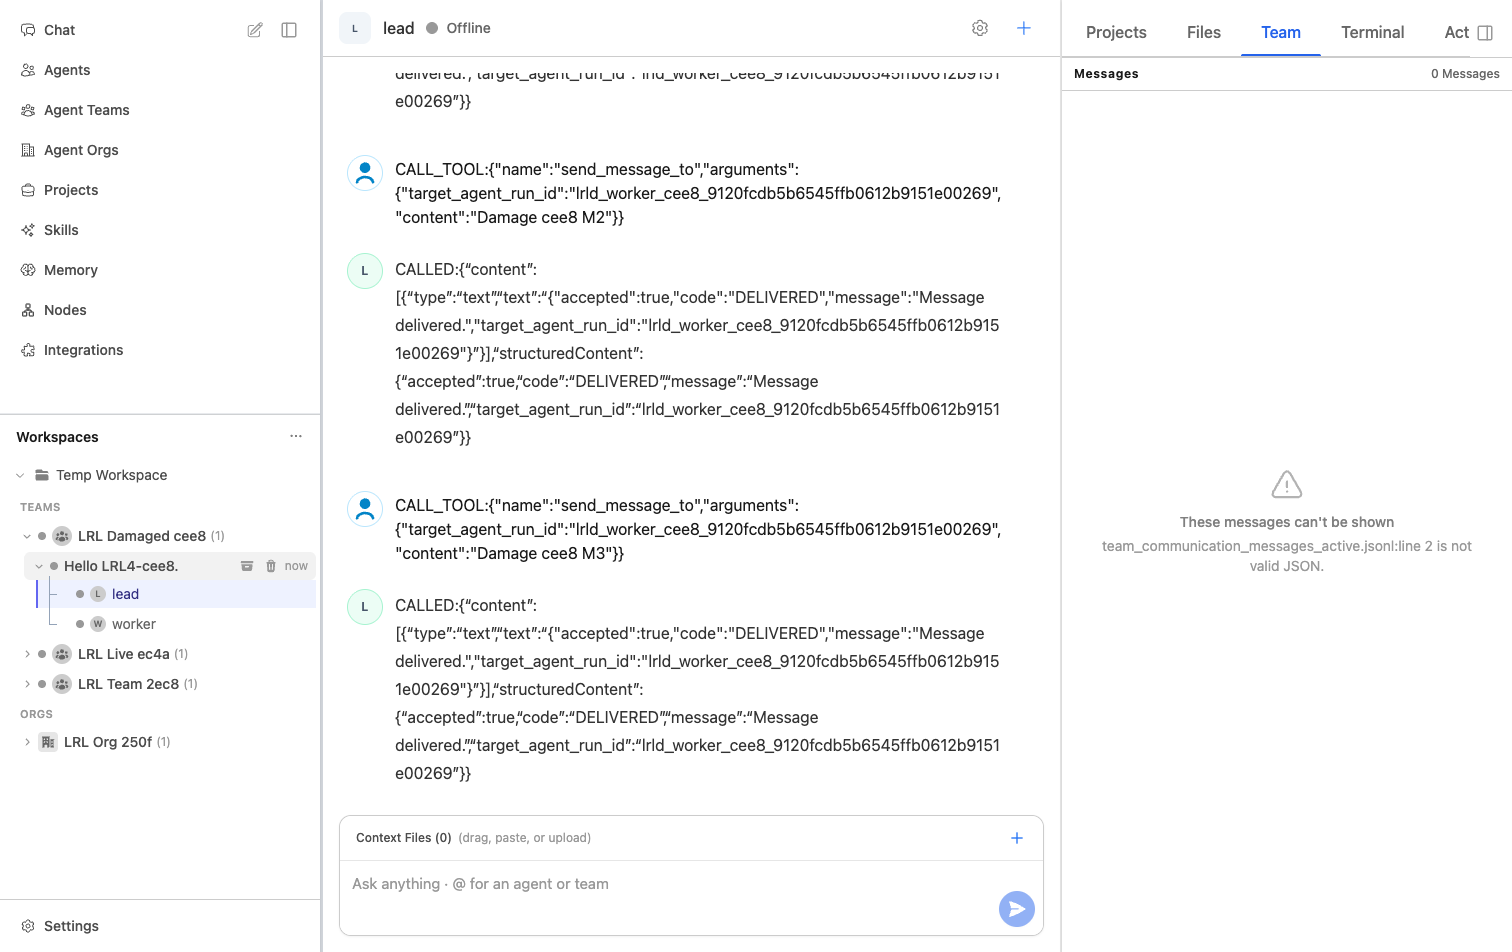 Chat
Agents
Agent Teams
Agent Orgs
Projects
Skills
Memory
Nodes
Integrations
Workspaces
Temp Workspace
TEAMS
LRL Damaged cee8 (1)
Hello LRL4-cee8.
now
L lead
W worker
LRL Live ec4a (1)
LRL Team 2ec8 (1)
ORGS
LRL Org 250f (1)
Settings
L lead Offline
delivered.”,“target_agent_run_id”:“lrld_worker_cee8_9120fcdb5b6545ffb0612b9151
e00269”}}
CALL_TOOL:{"name":"send_message_to","arguments":
{"target_agent_run_id":"lrld_worker_cee8_9120fcdb5b6545ffb0612b9151e00269",
"content":"Damage cee8 M2"}}
L
CALLED:{“content”:
[{“type”:“text”,“text”:“{"accepted":true,"code":"DELIVERED","message":"Message
delivered.","target_agent_run_id":"lrld_worker_cee8_9120fcdb5b6545ffb0612b915
1e00269"}”}],“structuredContent”:
{“accepted”:true,“code”:“DELIVERED”,“message”:“Message
delivered.”,“target_agent_run_id”:“lrld_worker_cee8_9120fcdb5b6545ffb0612b9151
e00269”}}
CALL_TOOL:{"name":"send_message_to","arguments":
{"target_agent_run_id":"lrld_worker_cee8_9120fcdb5b6545ffb0612b9151e00269",
"content":"Damage cee8 M3"}}
L
CALLED:{“content”:
[{“type”:“text”,“text”:“{"accepted":true,"code":"DELIVERED","message":"Message
delivered.","target_agent_run_id":"lrld_worker_cee8_9120fcdb5b6545ffb0612b915
1e00269"}”}],“structuredContent”:
{“accepted”:true,“code”:“DELIVERED”,“message”:“Message
delivered.”,“target_agent_run_id”:“lrld_worker_cee8_9120fcdb5b6545ffb0612b9151
e00269”}}
Context Files (0) (drag, paste, or upload)
Ask anything · @ for an agent or team
Projects Files Team Terminal Act
Messages 0 Messages
These messages can't be shown
team_communication_messages_active.jsonl:line 2 is not
valid JSON.